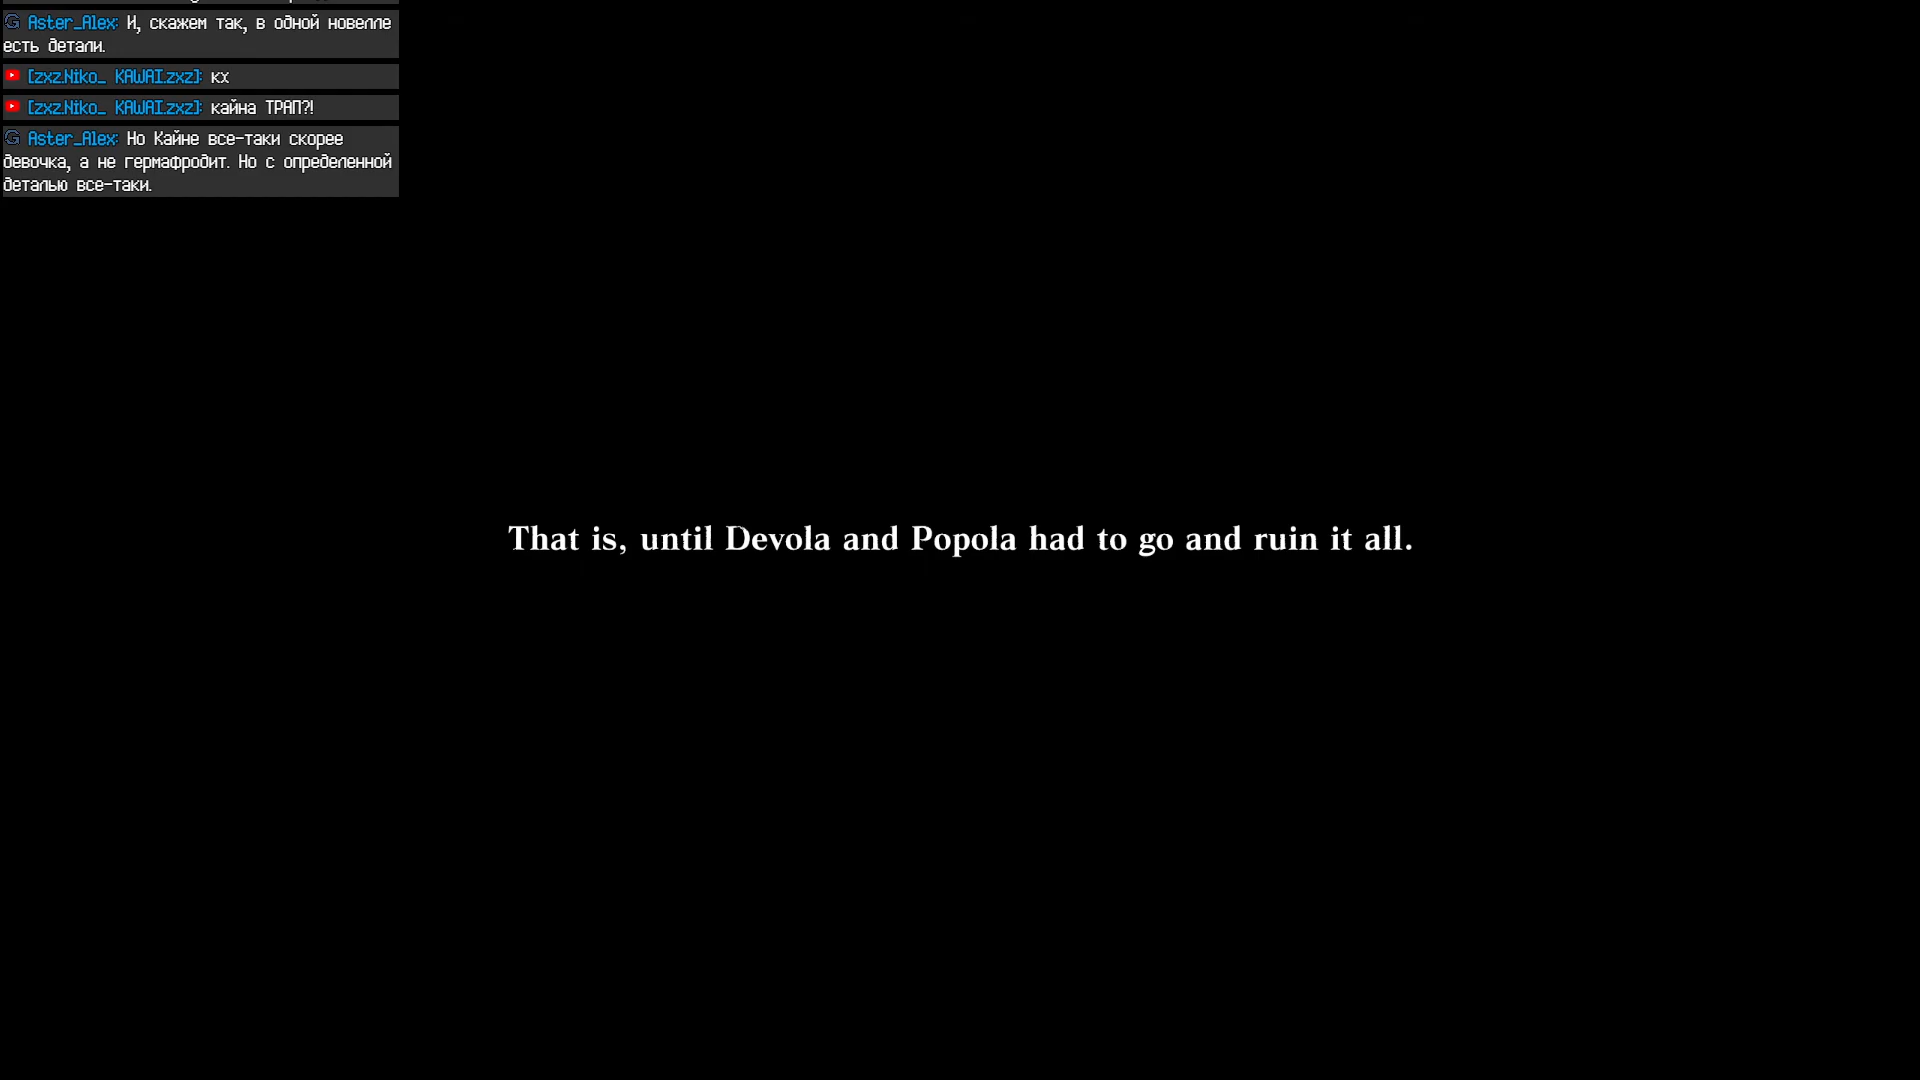 Aster_Alex: И, скажем так, в одной новелле
есть детали.
[zxz.Niko_ KAWAI.zxz]: кх
[zxz.Niko_ KAWAI.zxz]: кайна ТРАП?!
Aster_Alex: Но Кайне все-таки скорее
девочка, а не гермафродит. Но с определенной
деталью все-таки.
That is, until Devola and Popola had to go and ruin it all.